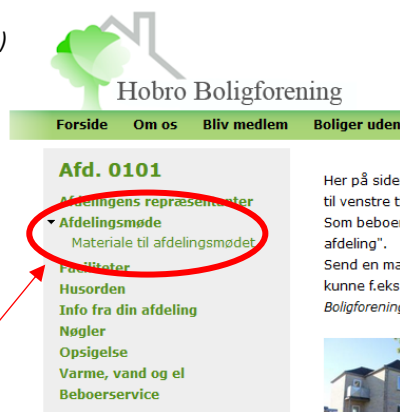 )
Hobro Boligforening
Forside Om os Bliv medlem Boliger uden
Afd. 0101
Afdelingens repræsentanter
Afdelingsmøde
Materiale til afdelingsmødet
Faciliteter
Husorden
Info fra din afdeling
Nøgler
Opsigelse
Varme, vand og el
Beboerservice
Her på side
til venstre t
Som beboer
afdeling".
Send en ma
kunne f.eks
Boligforening